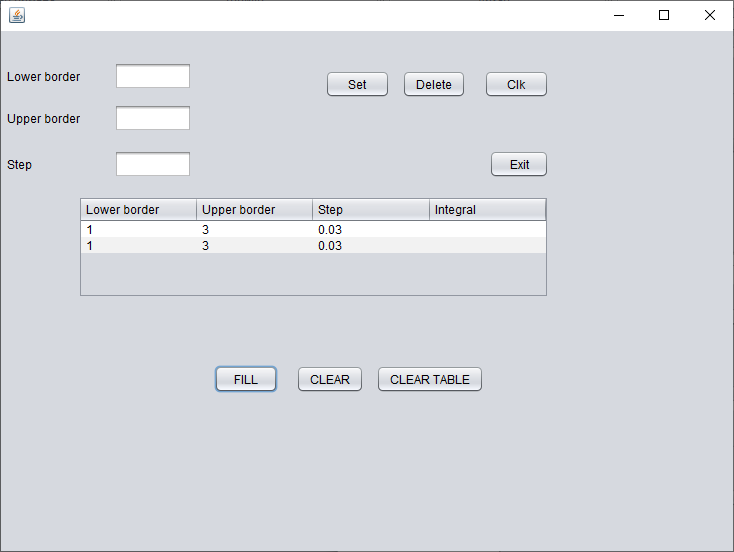 Lower border
Set Delete Clk
Upper border
Step
Exit
Lower border Upper border Step Integral
1 3 0.03
1 3 0.03
FILL CLEAR CLEAR TABLE